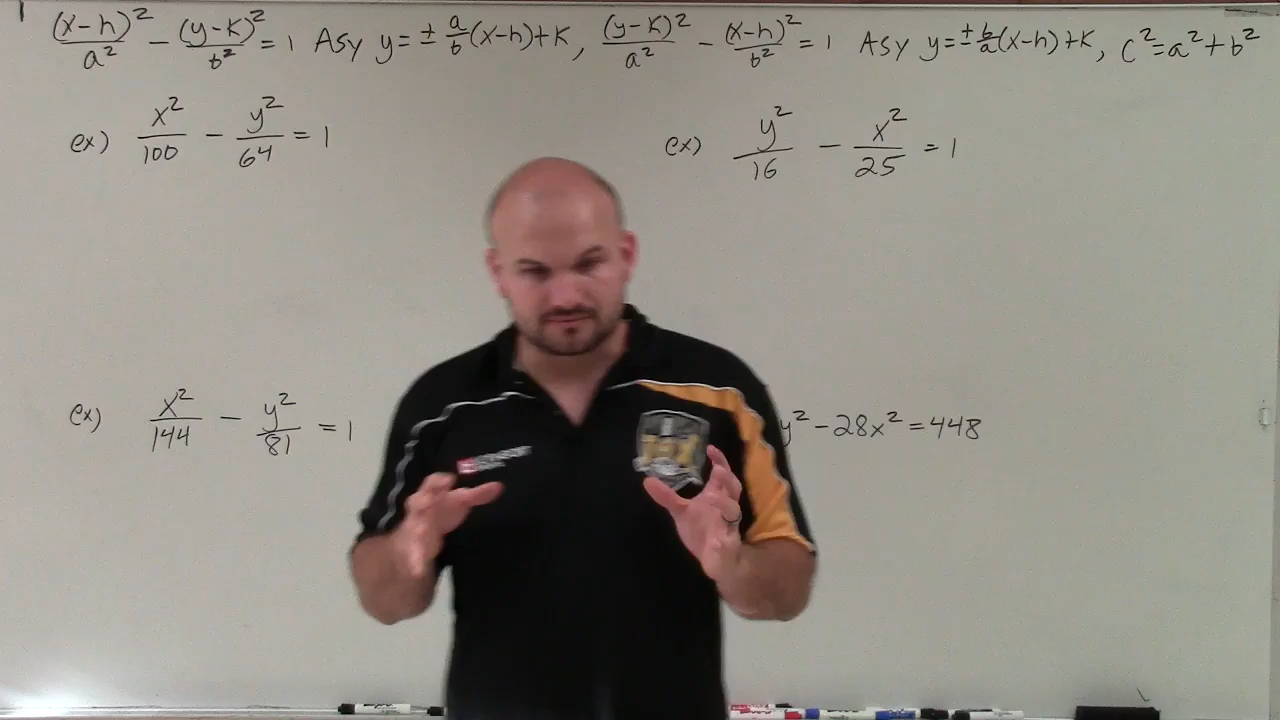 (x-h)²/a² - (y-k)²/b² = 1 Asy y=± a/b(x-h)+k, (y-k)²/a² - (x-h)²/b² = 1 Asy y=± b/a(x-h)+k, c²=a²+b²
ex) x²/100 - y²/64 = 1
ex) y²/16 - x²/25 = 1
ex) x²/144 - y²/81 = 1
y²-28x²=448